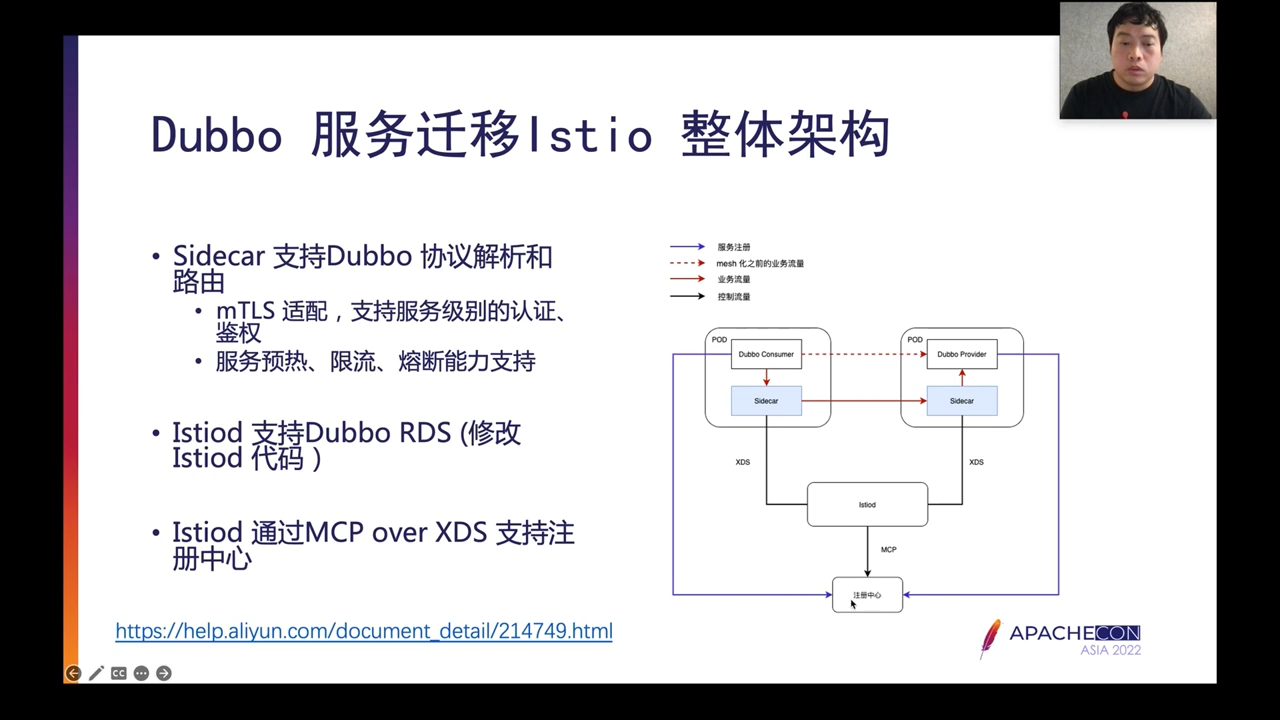 Dubbo 服务迁移Istio 整体架构
• Sidecar 支持Dubbo 协议解析和
路由
• mTLS 适配，支持服务级别的认证、
鉴权
• 服务预热、限流、熔断能力支持
• Istiod 支持Dubbo RDS (修改
Istiod 代码）
• Istiod 通过MCP over XDS 支持注
册中心
https://help.aliyun.com/document_detail/214749.html
服务注册
mesh 化之前的业务流量
业务流量
控制流量
POD
Dubbo Consumer
Sidecar
POD
Dubbo Provider
Sidecar
XDS
XDS
Istiod
MCP
注册中心
APACHECON
ASIA 2022
CC